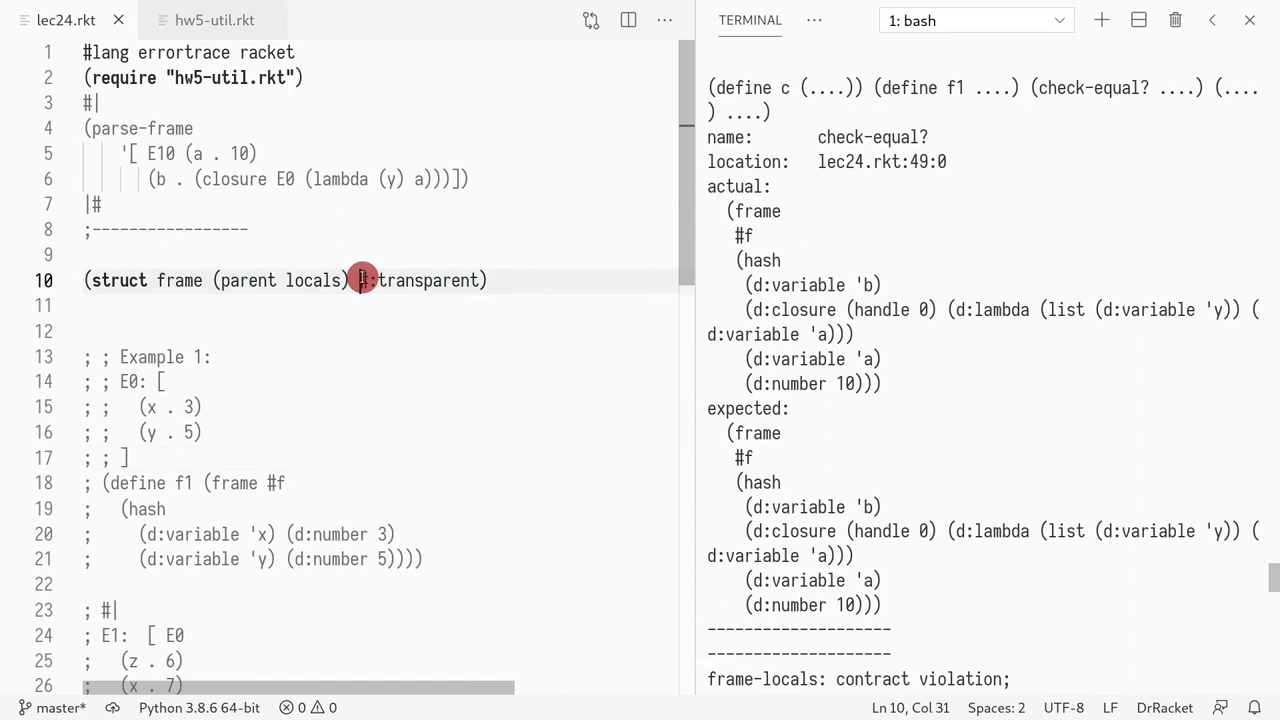 lec24.rkt
hw5-util.rkt
TERMINAL
1: bash
1 #lang errortrace racket
2 (require "hw5-util.rkt")
3 #|
4 (parse-frame
5 '[ E10 (a . 10)
6 (b . (closure E0 (lambda (y) a)))])
7 |#
8 ;-----------------
9
10 (struct frame (parent locals) #:transparent)
11
12
13 ; ; Example 1:
14 ; ; E0: [
15 ; ;   (x . 3)
16 ; ;   (y . 5)
17 ; ; ]
18 ; (define f1 (frame #f
19 ;   (hash
20 ;     (d:variable 'x) (d:number 3)
21 ;     (d:variable 'y) (d:number 5))))
22
23 ; #|
24 ; E1:  [ E0
25 ;   (z . 6)
26 ;   (x . 7)
(define c (....)) (define f1 ....) (check-equal? ....) (....
) ....)
name:       check-equal?
location:   lec24.rkt:49:0
actual:
(frame
#f
(hash
(d:variable 'b)
(d:closure (handle 0) (d:lambda (list (d:variable 'y)) (
d:variable 'a)))
(d:variable 'a)
(d:number 10)))
expected:
(frame
#f
(hash
(d:variable 'b)
(d:closure (handle 0) (d:lambda (list (d:variable 'y)) (
d:variable 'a)))
(d:variable 'a)
(d:number 10)))
--------------------
--------------------
frame-locals: contract violation;
master*
Python 3.8.6 64-bit
0
0
Ln 10, Col 31
Spaces: 2
UTF-8
LF
DrRacket